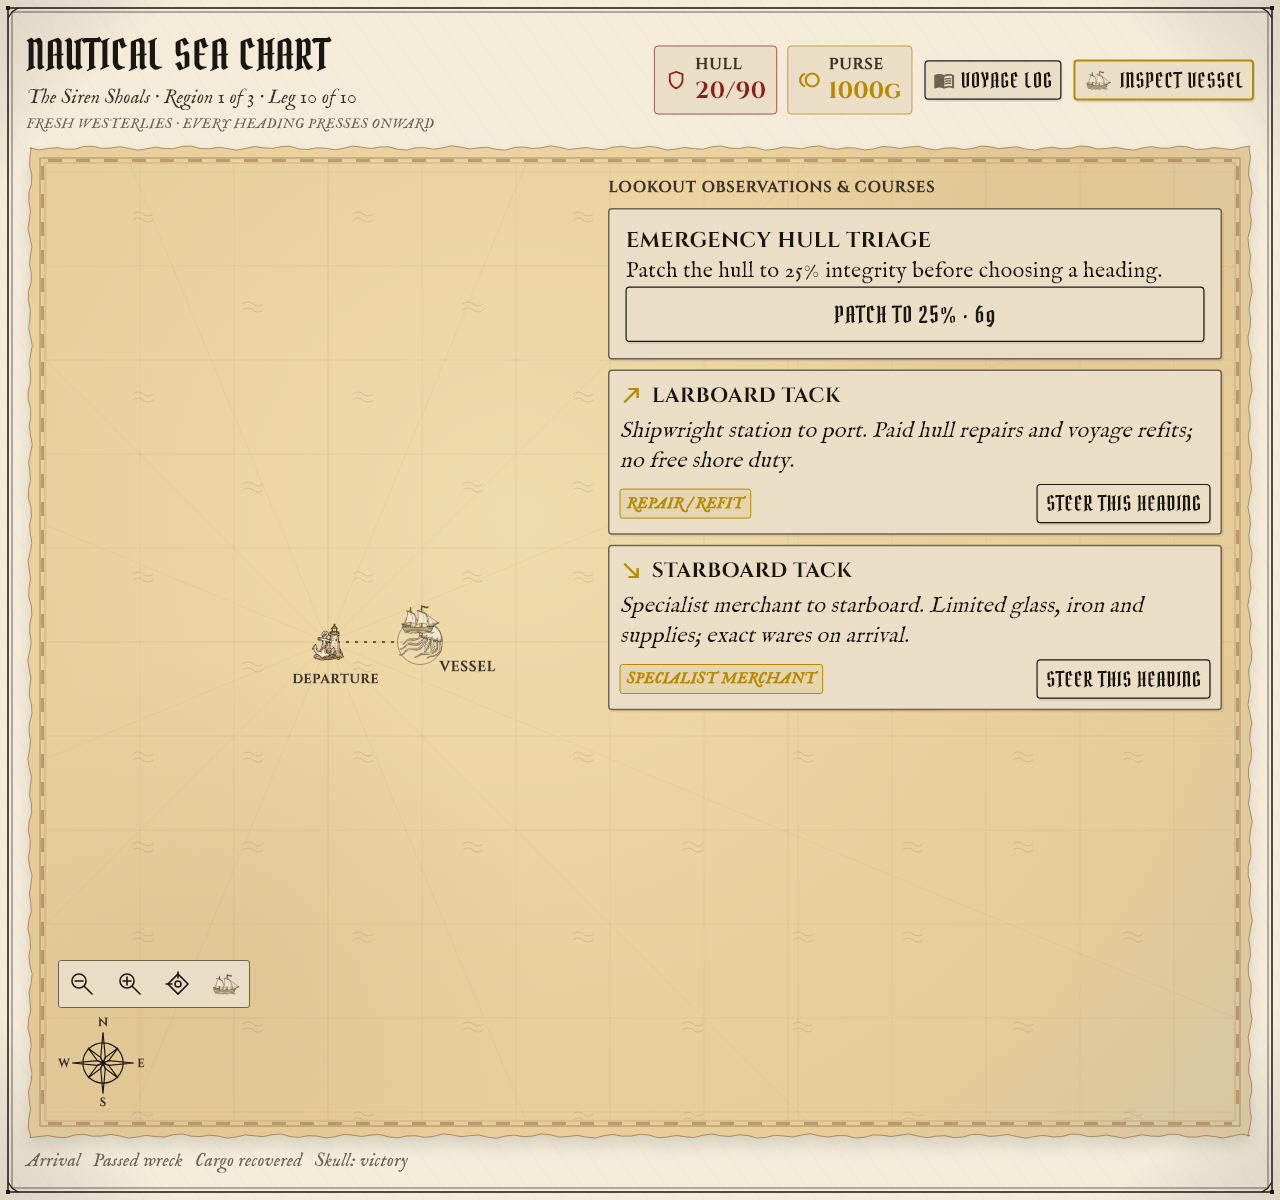 NAUTICAL SEA CHART
The Siren Shoals · Region 1 of 3 · Leg 10 of 10
FRESH WESTERLIES · EVERY HEADING PRESSES ONWARD
HULL
20/90
PURSE
1000G
VOYAGE LOG
INSPECT VESSEL
LOOKOUT OBSERVATIONS & COURSES
EMERGENCY HULL TRIAGE
Patch the hull to 25% integrity before choosing a heading.
PATCH TO 25% · 6g
LARBOARD TACK
Shipwright station to port. Paid hull repairs and voyage refits;
no free shore duty.
REPAIR/REFIT
STEER THIS HEADING
STARBOARD TACK
Specialist merchant to starboard. Limited glass, iron and
supplies; exact wares on arrival.
SPECIALIST MERCHANT
STEER THIS HEADING
DEPARTURE
VESSEL
N
W E
S
Arrival Passed wreck Cargo recovered Skull: victory